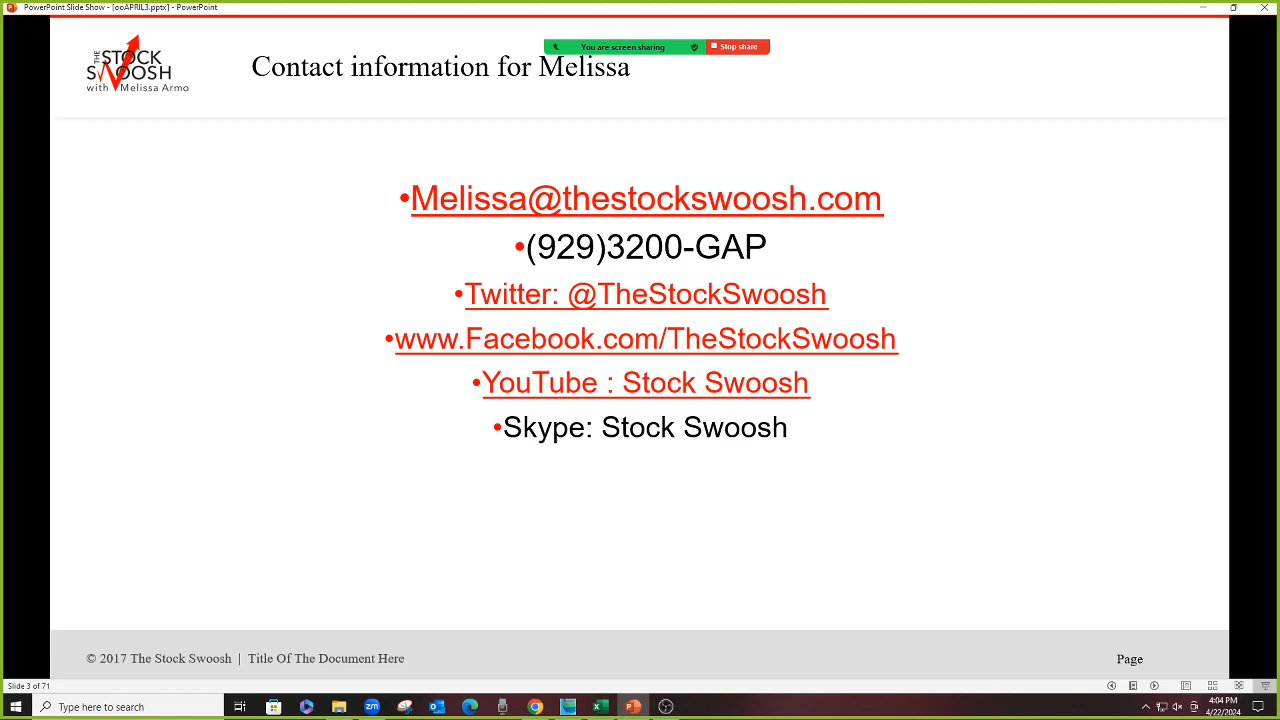 PowerPoint Slide Show - [ooAPRIL3.pptx] - PowerPoint
You are screen sharing
Stop share
THE STOCK
SWOOSH
with Melissa Armo
Contact information for Melissa
•Melissa@thestockswoosh.com
•(929)3200-GAP
•Twitter: @TheStockSwoosh
•www.Facebook.com/TheStockSwoosh
•YouTube : Stock Swoosh
•Skype: Stock Swoosh
© 2017 The Stock Swoosh | Title Of The Document Here
Page
Slide 3 of 71
Type here to search
zm
4:04 PM
4/22/2024